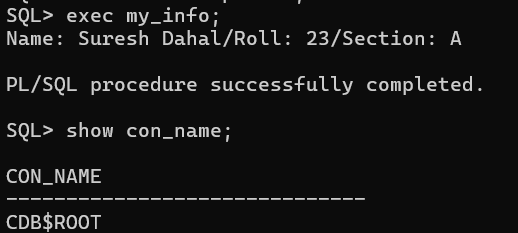 SQL> exec my_info;
Name: Suresh Dahal/Roll: 23/Section: A
PL/SQL procedure successfully completed.
SQL> show con_name;
CON_NAME
------------------------------
CDB$ROOT